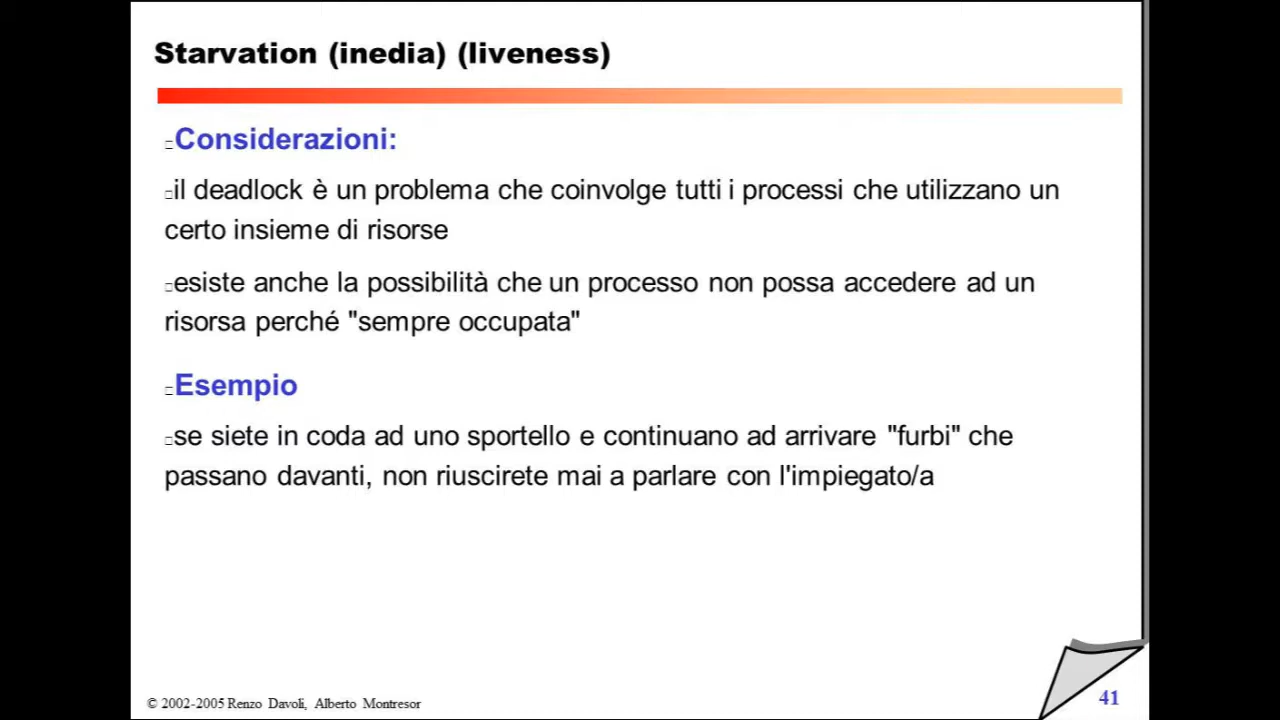 Starvation (inedia) (liveness)
Considerazioni:
il deadlock è un problema che coinvolge tutti i processi che utilizzano un
certo insieme di risorse
esiste anche la possibilità che un processo non possa accedere ad un
risorsa perché "sempre occupata"
Esempio
se siete in coda ad uno sportello e continuano ad arrivare "furbi" che
passano davanti, non riuscirete mai a parlare con l'impiegato/a
© 2002-2005 Renzo Davoli, Alberto Montresor
41